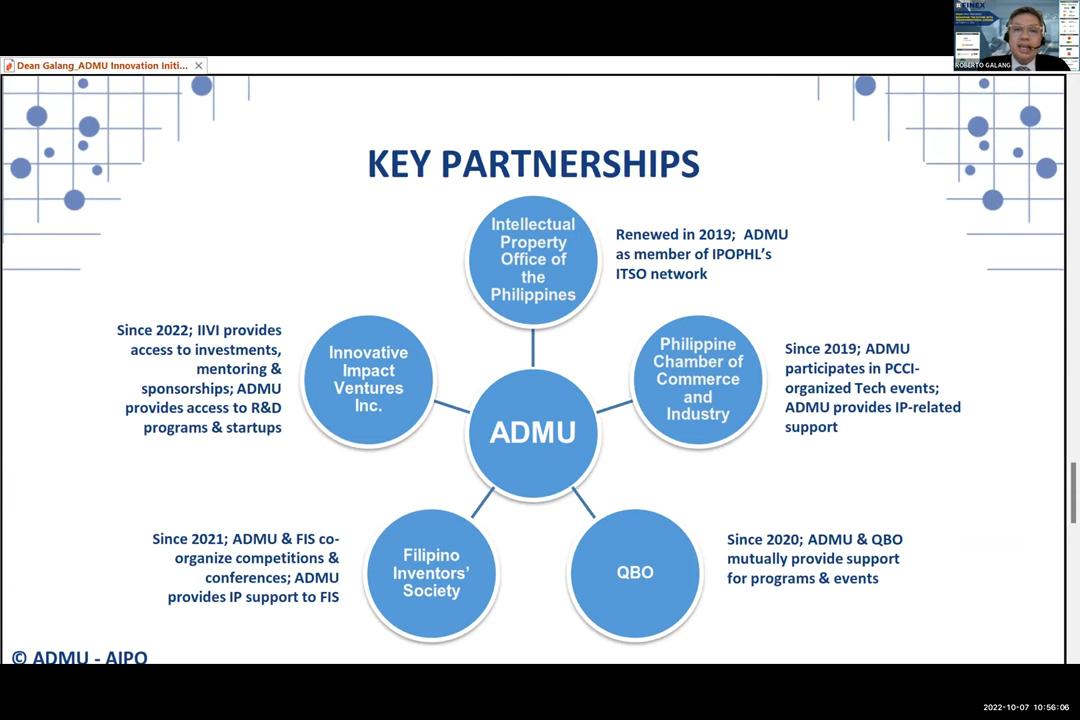 FINEX
ROBERTO GALANG
Dean Galang_ADMU Innovation Initi...
KEY PARTNERSHIPS
Intellectual
Property
Office of
the
Philippines
Renewed in 2019; ADMU
as member of IPOPHL's
ITSO network
Since 2022; IIVI provides
access to investments,
mentoring &
sponsorships; ADMU
provides access to R&D
programs & startups
Innovative
Impact
Ventures
Inc.
Philippine
Chamber of
Commerce
and
Industry
Since 2019; ADMU
participates in PCCI-
organized Tech events;
ADMU provides IP-related
support
ADMU
Since 2021; ADMU & FIS co-
organize competitions &
conferences; ADMU
provides IP support to FIS
Filipino
Inventors'
Society
QBO
Since 2020; ADMU & QBO
mutually provide support
for programs & events
© ADMU - AIPO
2022-10-07 10:56:06